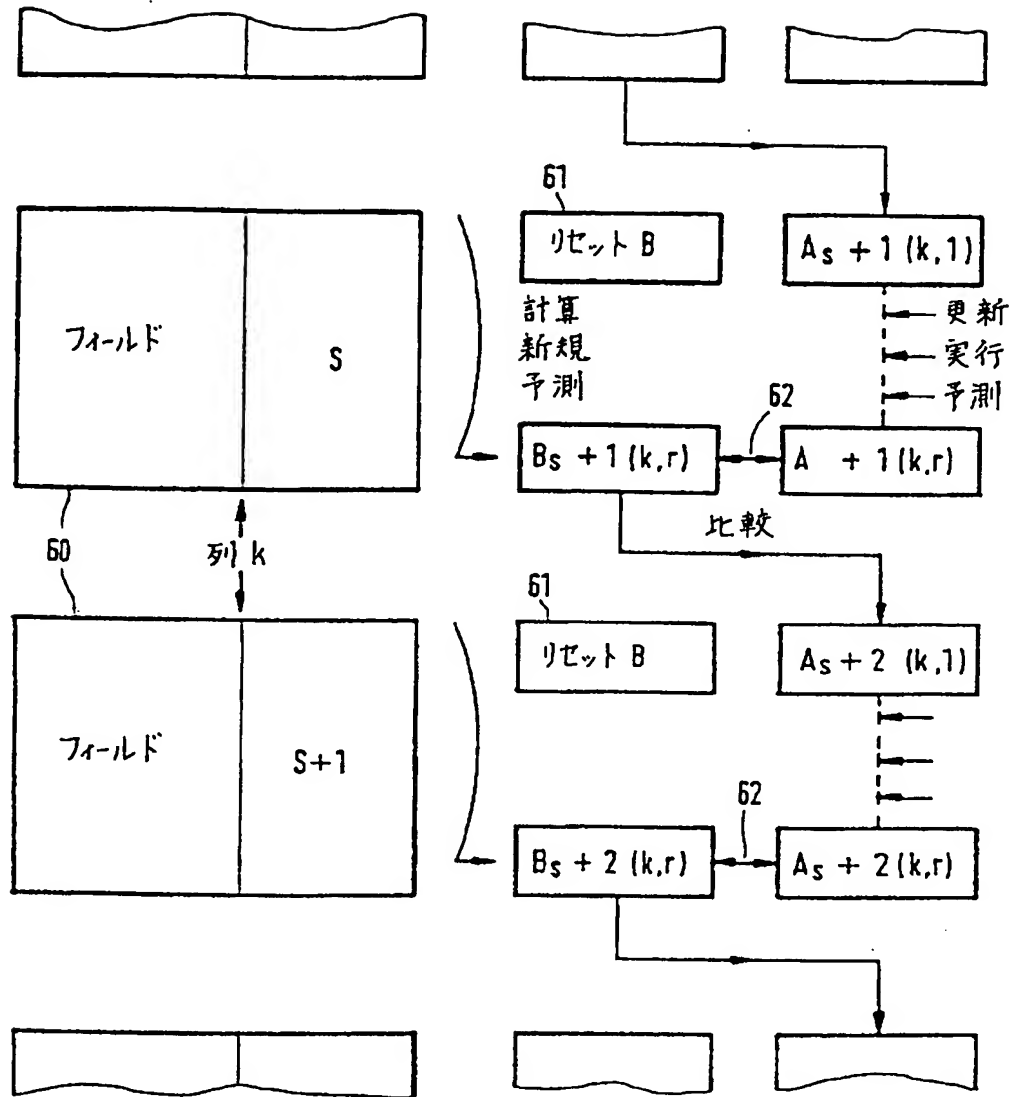 61
リセット B
As + 1 (k,1)
フィールド
S
計算
新規
予測
更新
実行
予測
62
Bs + 1 (k,r)
A + 1 (k,r)
60
列 k
比較
61
リセット B
As + 2 (k,1)
フィールド
S+1
62
Bs + 2 (k,r)
As + 2 (k,r)